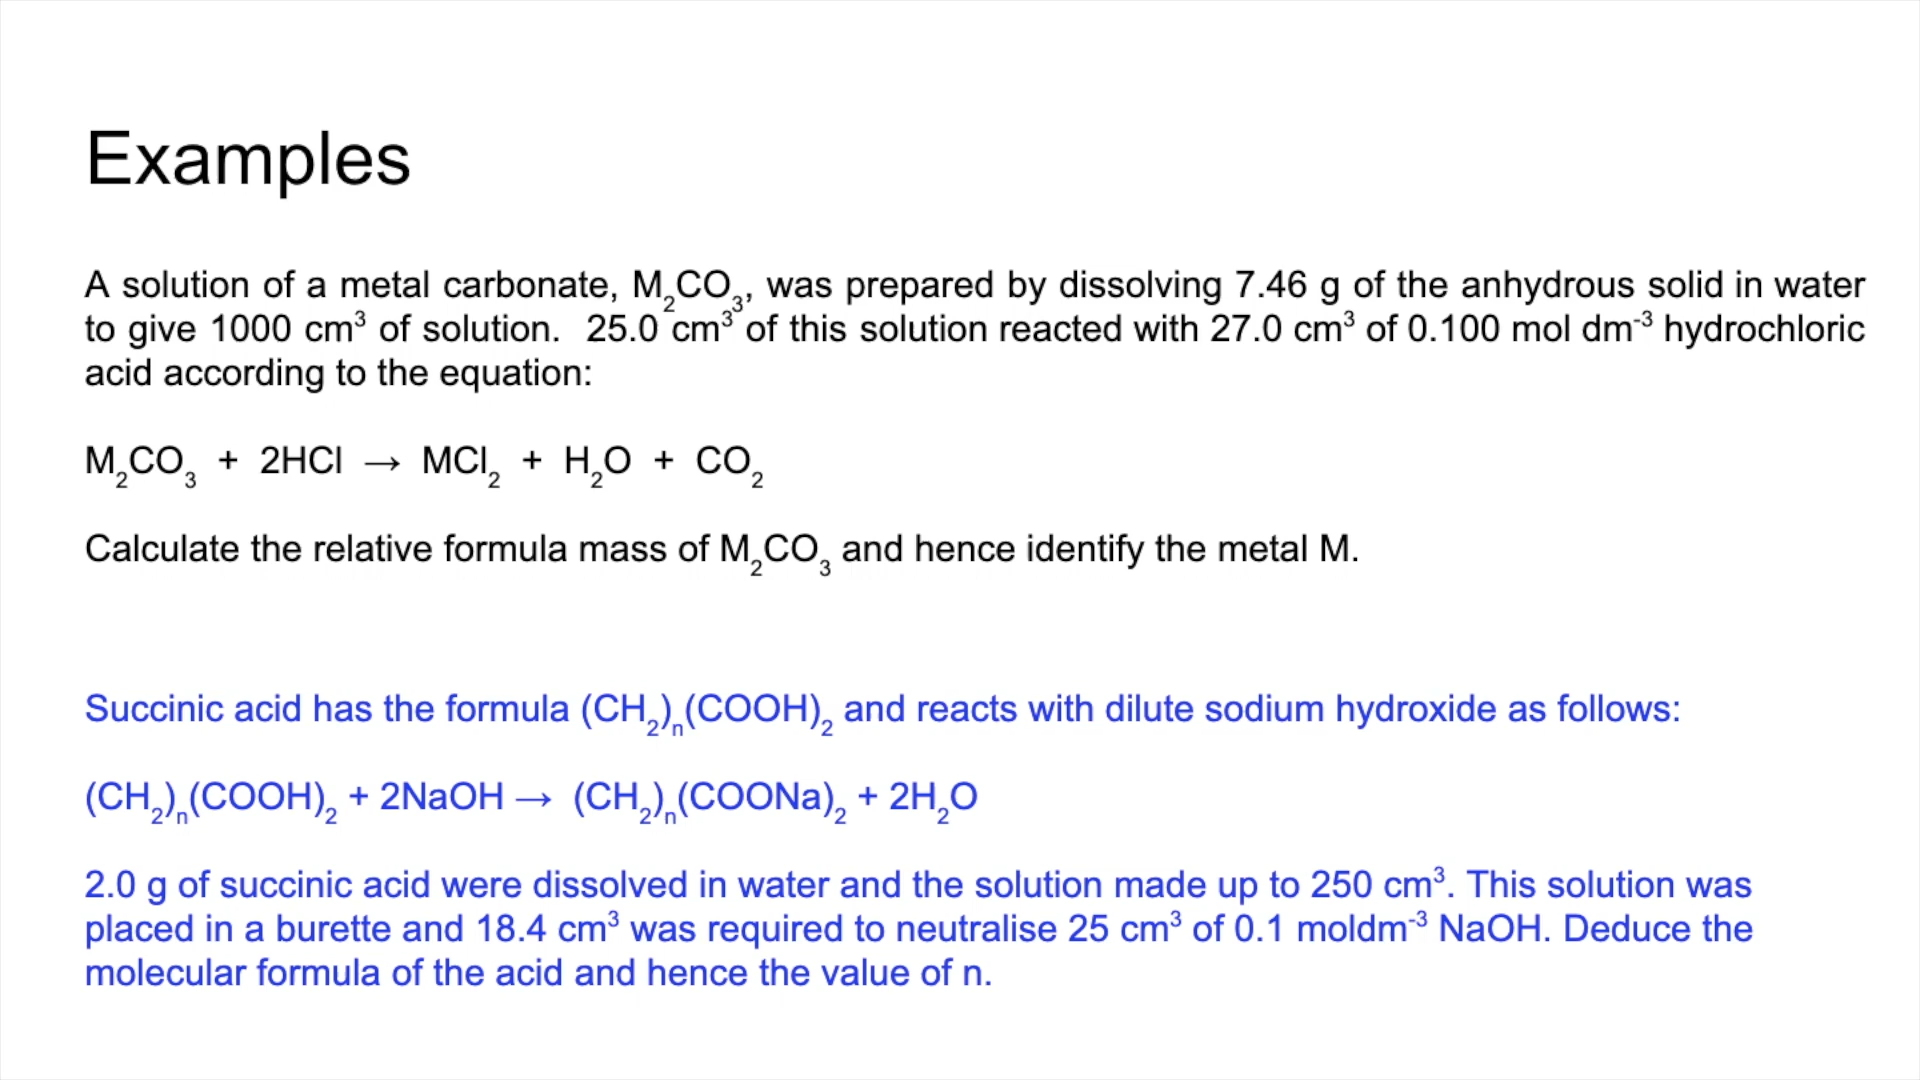 Examples
A solution of a metal carbonate, M₂CO₃, was prepared by dissolving 7.46 g of the anhydrous solid in water
to give 1000 cm³ of solution. 25.0 cm³ of this solution reacted with 27.0 cm³ of 0.100 mol dm⁻³ hydrochloric
acid according to the equation:
M₂CO₃ + 2HCl → MCl₂ + H₂O + CO₂
Calculate the relative formula mass of M₂CO₃ and hence identify the metal M.
Succinic acid has the formula (CH₂)ₙ(COOH)₂ and reacts with dilute sodium hydroxide as follows:
(CH₂)ₙ(COOH)₂ + 2NaOH → (CH₂)ₙ(COONa)₂ + 2H₂O
2.0 g of succinic acid were dissolved in water and the solution made up to 250 cm³. This solution was
placed in a burette and 18.4 cm³ was required to neutralise 25 cm³ of 0.1 moldm⁻³ NaOH. Deduce the
molecular formula of the acid and hence the value of n.